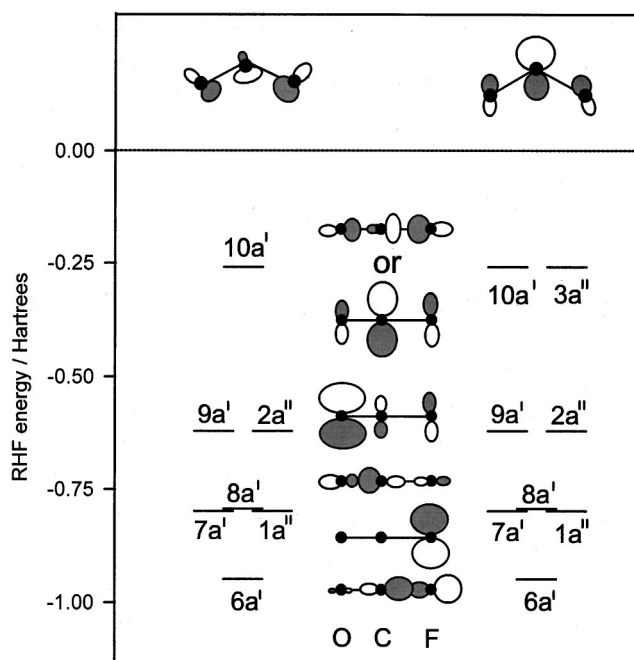 RHF energy / Hartrees
0.00
-0.25
-0.50
-0.75
-1.00
10a'
or
10a' 3a"
9a' 2a"
9a' 2a"
8a'
8a'
7a' 1a"
7a' 1a"
6a'
6a'
O C F